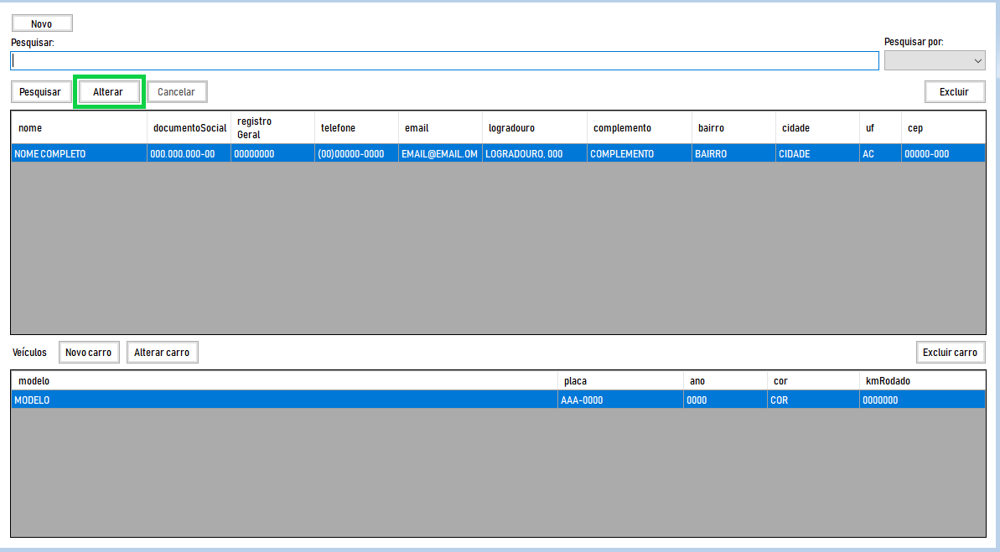 Novo
Pesquisar:
Pesquisar por:
Pesquisar Alterar Cancelar Excluir
nome documentoSocial registro Geral telefone email logradouro complemento bairro cidade uf cep
NOME COMPLETO 000.000.000-00 00000000 (00)00000-0000 EMAIL@EMAIL.OM LOGRADOURO, 000 COMPLEMENTO BAIRRO CIDADE AC 00000-000
Veículos Novo carro Alterar carro Excluir carro
modelo placa ano cor kmRodado
MODELO AAA-0000 0000 COR 0000000